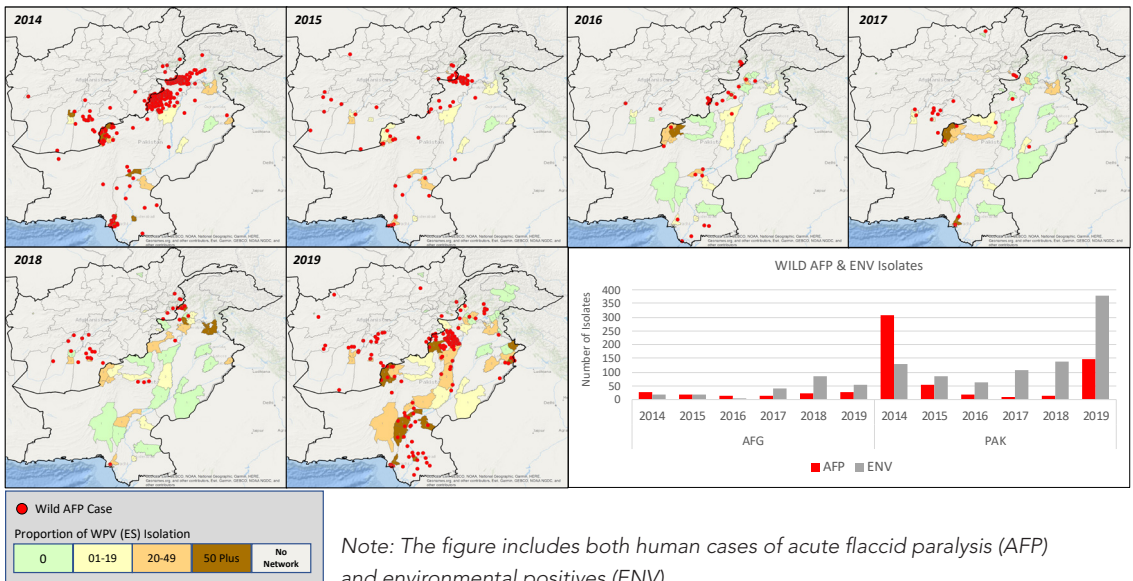 2014
2015
2016
2017
2018
2019
Pakistan
WILD AFP & ENV Isolates
Number of Isolates
400
350
300
250
200
150
100
50
0
2014 2015 2016 2017 2018 2019 2014 2015 2016 2017 2018 2019
AFG PAK
AFP ENV
Wild AFP Case
Proportion of WPV (ES) Isolation
0 01-19 20-49 50 Plus No Network
Note: The figure includes both human cases of acute flaccid paralysis (AFP)
and environmental positives (ENV)